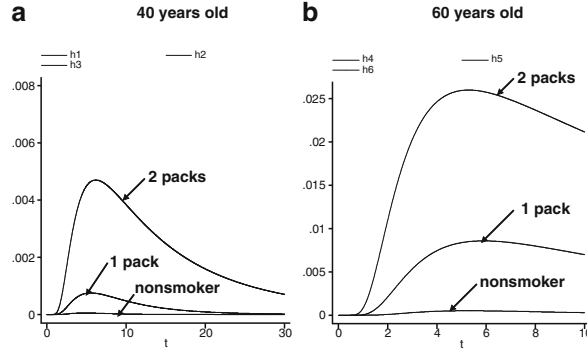 a
40 years old
h1
h2
h3
.008
.006
.004
.002
0
2 packs
1 pack
nonsmoker
0
10
20
30
t
b
60 years old
h4
h5
h6
.025
.02
.015
.01
.005
0
2 packs
1 pack
nonsmoker
0
2
4
6
8
10
t